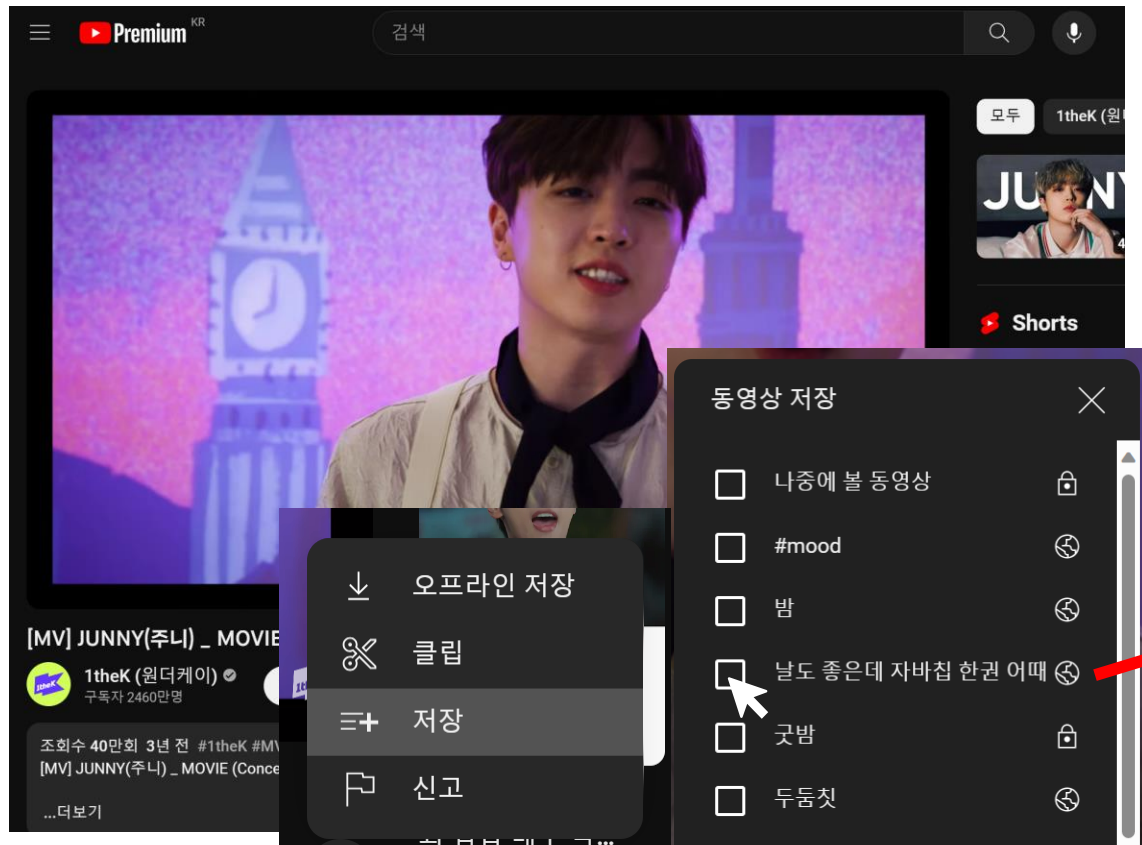 Premium KR
검색
모두
1theK (원
JUNNY
4
Shorts
[MV] JUNNY(주니) _ MOVIE
1theK (원더케이)
구독자 2460만명
조회수 40만회 3년 전 #1theK #MV
[MV] JUNNY(주니) _ MOVIE (Conce
...더보기
1theK
오프라인 저장
클립
저장
신고
동영상 저장
나중에 볼 동영상
#mood
밤
날도 좋은데 자바칩 한권 어때
굿밤
두둠칫